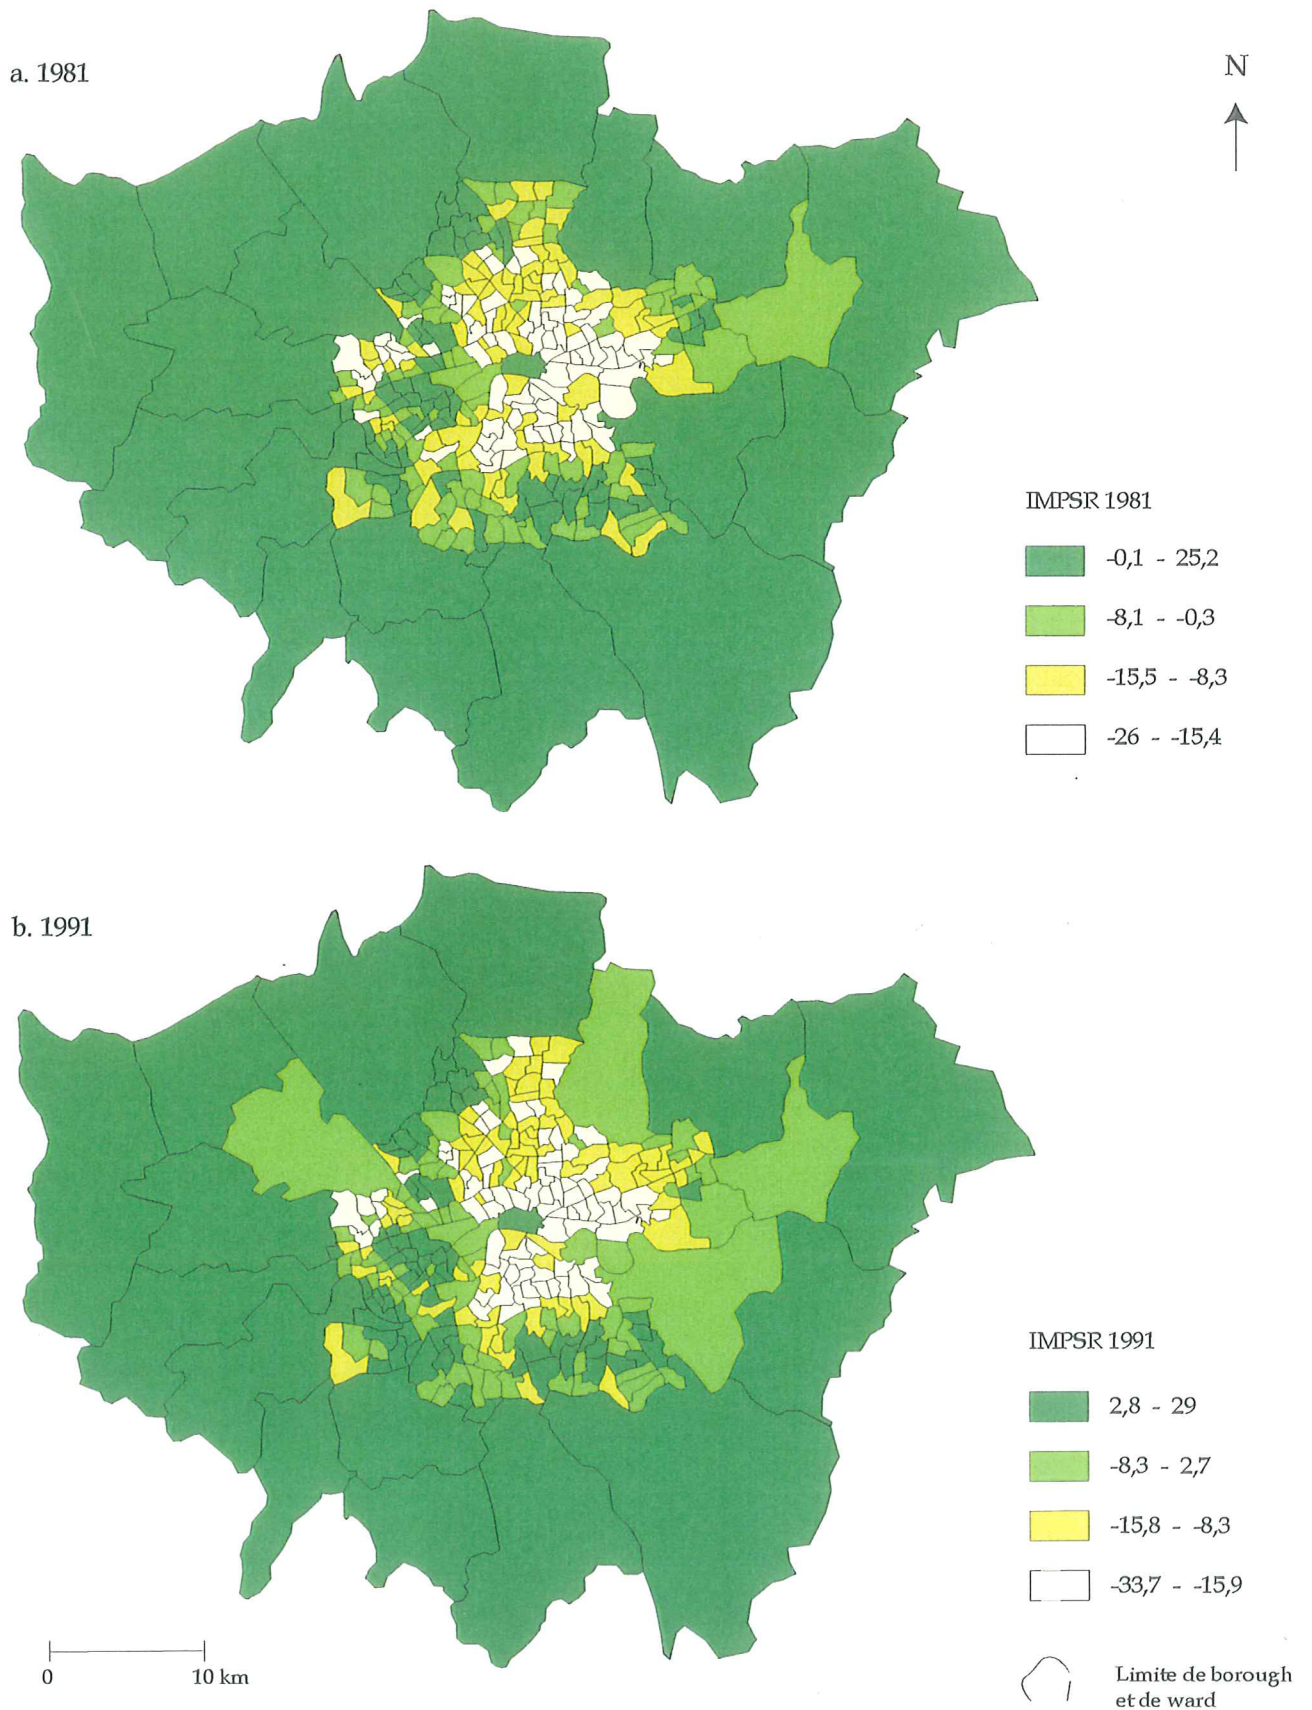 a. 1981
N
IMPSR 1981
-0,1 - 25,2
-8,1 - -0,3
-15,5 - -8,3
-26 - -15,4
b. 1991
IMPSR 1991
2,8 - 29
-8,3 - 2,7
-15,8 - -8,3
-33,7 - -15,9
0 10 km
Limite de borough
et de ward